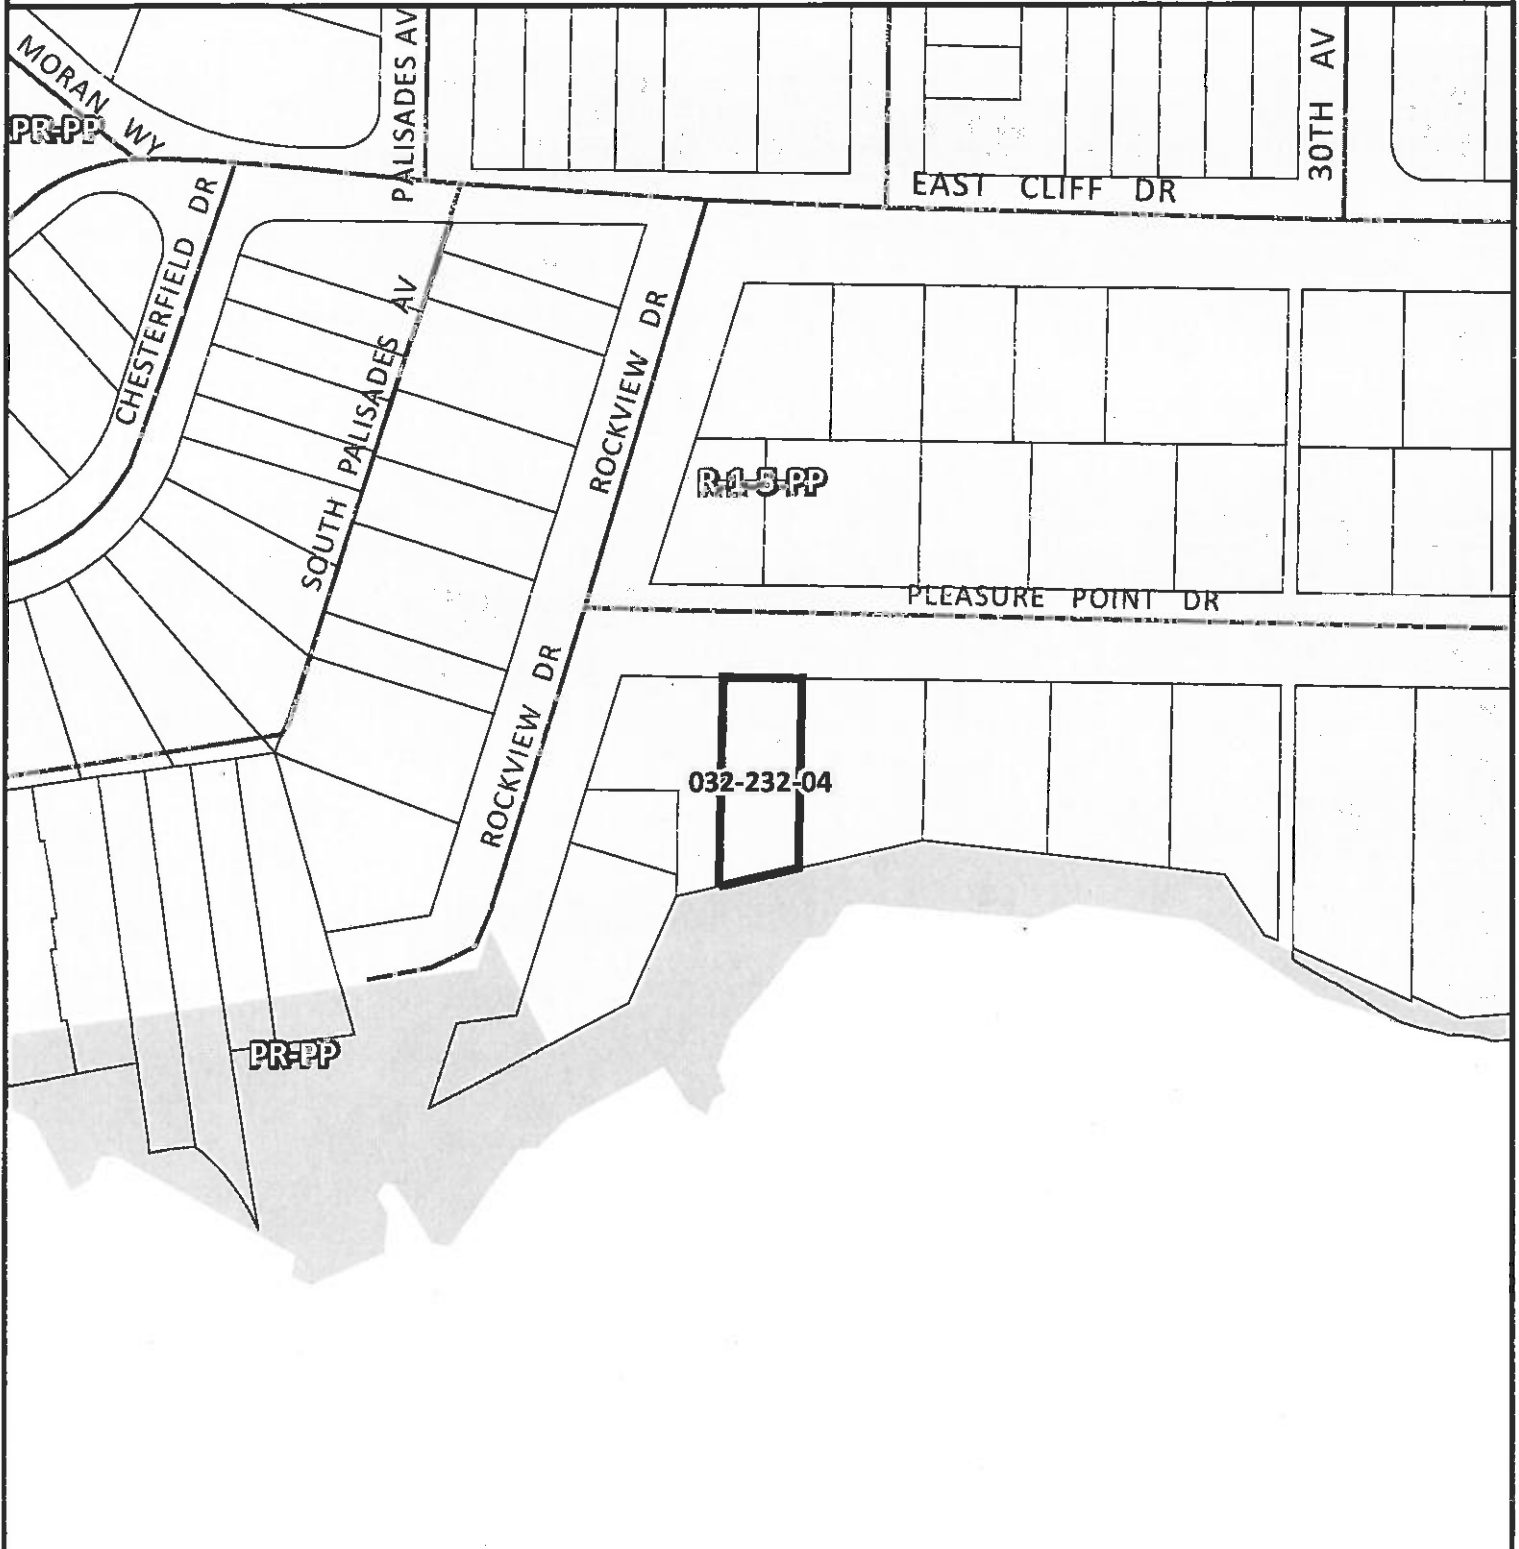 MORAN WY
PALISADES AV
30TH AV
PR-PP
EAST CLIFF DR
CHESTERFIELD DR
SOUTH PALISADES AV
ROCKVIEW DR
R-1-5-PP
PLEASURE POINT DR
ROCKVIEW DR
032-232-04
PR-PP